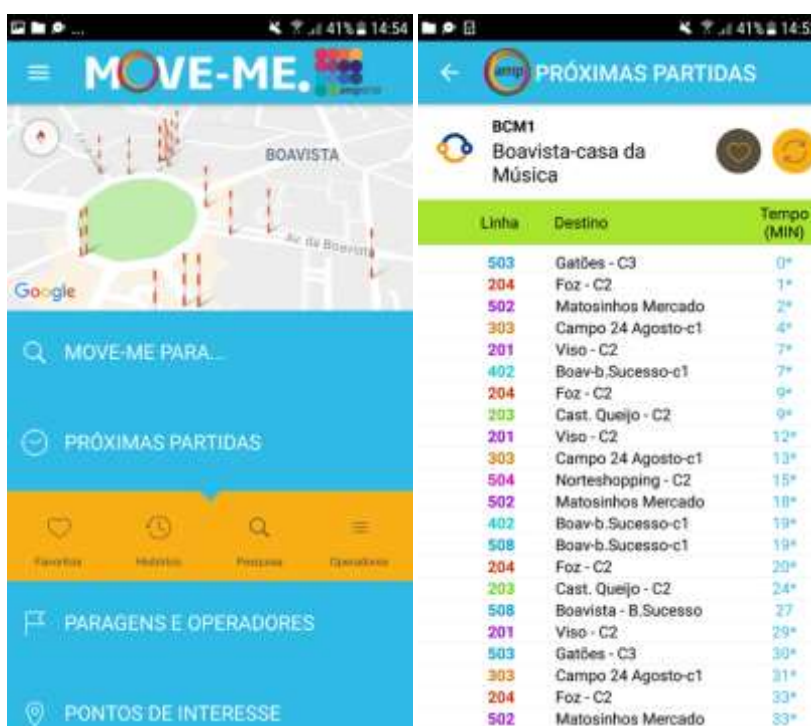 41% 14:54
MOVE-ME.
BOAVISTA
Av. da Boavista
Google
MOVE-ME PARA...
PRÓXIMAS PARTIDAS
Favoritos Histórico Pesquisa Operadores
PARAGENS E OPERADORES
PONTOS DE INTERESSE
41% 14:5
amp PRÓXIMAS PARTIDAS
BCM1
Boavista-casa da
Música
Linha Destino Tempo
(MIN)
503 Gatões - C3 0*
204 Foz - C2 1*
502 Matosinhos Mercado 2*
303 Campo 24 Agosto-c1 4*
201 Viso - C2 7*
402 Boav-b.Sucesso-c1 7*
204 Foz - C2 9*
203 Cast. Queijo - C2 9*
201 Viso - C2 12*
303 Campo 24 Agosto-c1 13*
504 Norteshopping - C2 15*
502 Matosinhos Mercado 18*
402 Boav-b.Sucesso-c1 19*
508 Boav-b.Sucesso-c1 19*
204 Foz - C2 20*
203 Cast. Queijo - C2 24*
508 Boavista - B.Sucesso 27
201 Viso - C2 29*
503 Gatões - C3 30*
303 Campo 24 Agosto-c1 31*
204 Foz - C2 33*
502 Matosinhos Mercado 33*